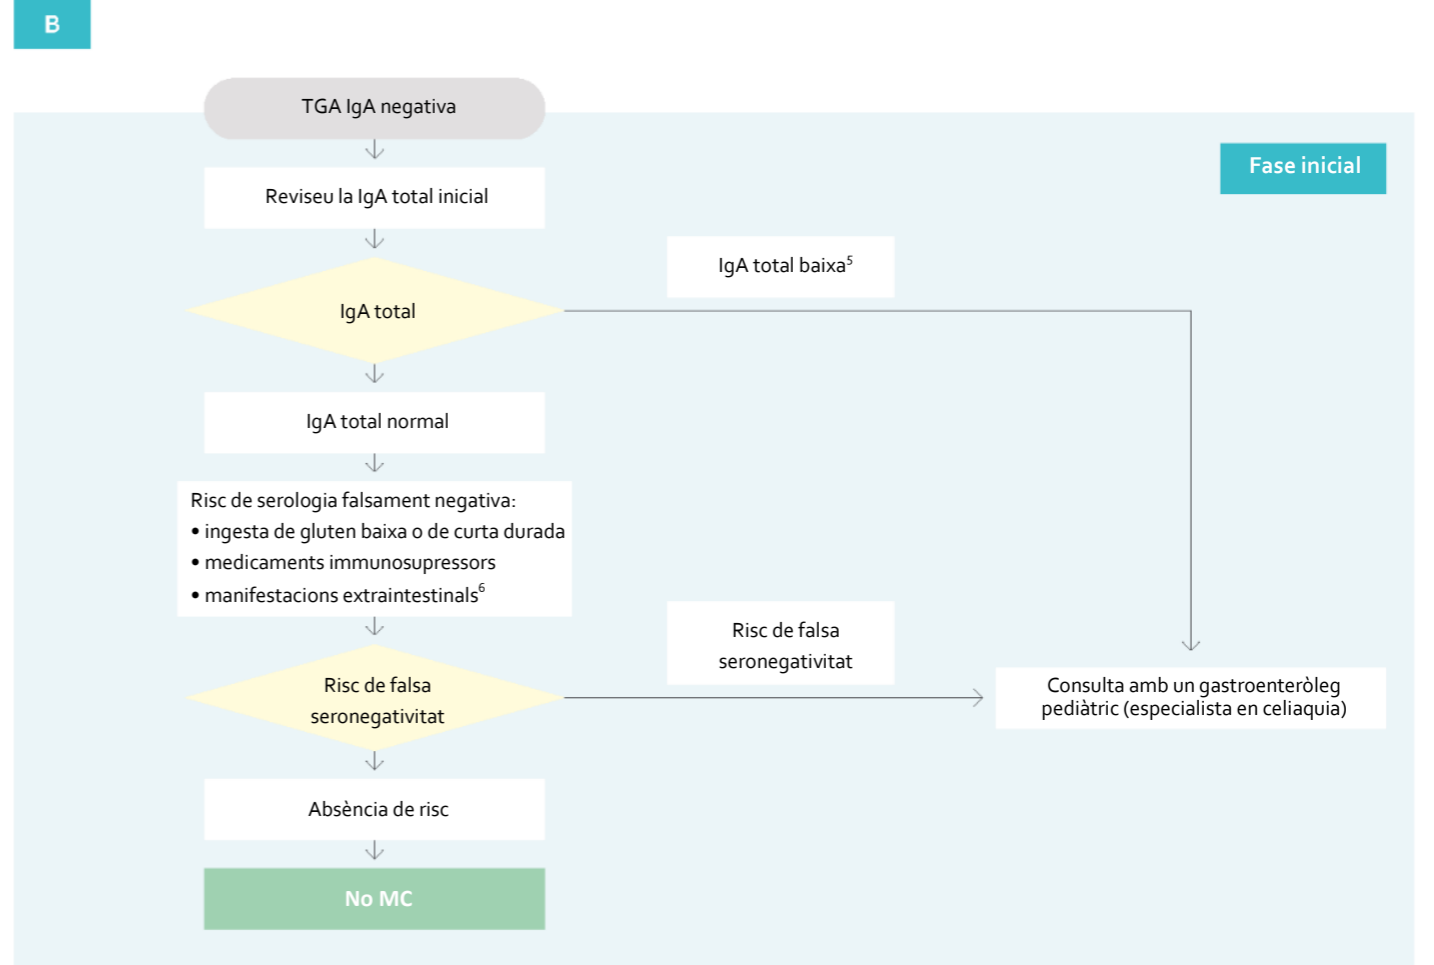 B
TGA IgA negativa
Fase inicial
Reviseu la IgA total inicial
IgA total baixa⁵
IgA total
IgA total normal
Risc de serologia falsament negativa:
• ingesta de gluten baixa o de curta durada
• medicaments immunosupressors
• manifestacions extraintestinals⁶
Risc de falsa
seronegativitat
Risc de falsa
seronegativitat
Consulta amb un gastroenteròleg
pediàtric (especialista en celiaquia)
Absència de risc
No MC